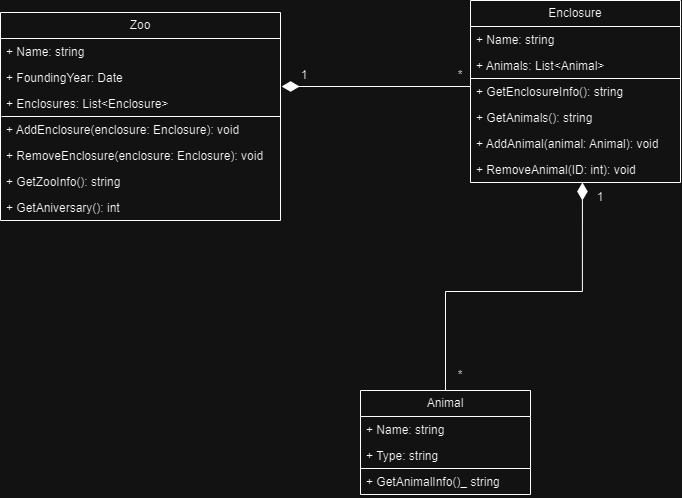 Zoo
+ Name: string
+ FoundingYear: Date
+ Enclosures: List<Enclosure>
+ AddEnclosure(enclosure: Enclosure): void
+ RemoveEnclosure(enclosure: Enclosure): void
+ GetZooInfo(): string
+ GetAniversary(): int
1
*
Enclosure
+ Name: string
+ Animals: List<Animal>
+ GetEnclosureInfo(): string
+ GetAnimals(): string
+ AddAnimal(animal: Animal): void
+ RemoveAnimal(ID: int): void
1
*
Animal
+ Name: string
+ Type: string
+ GetAnimalInfo()_ string